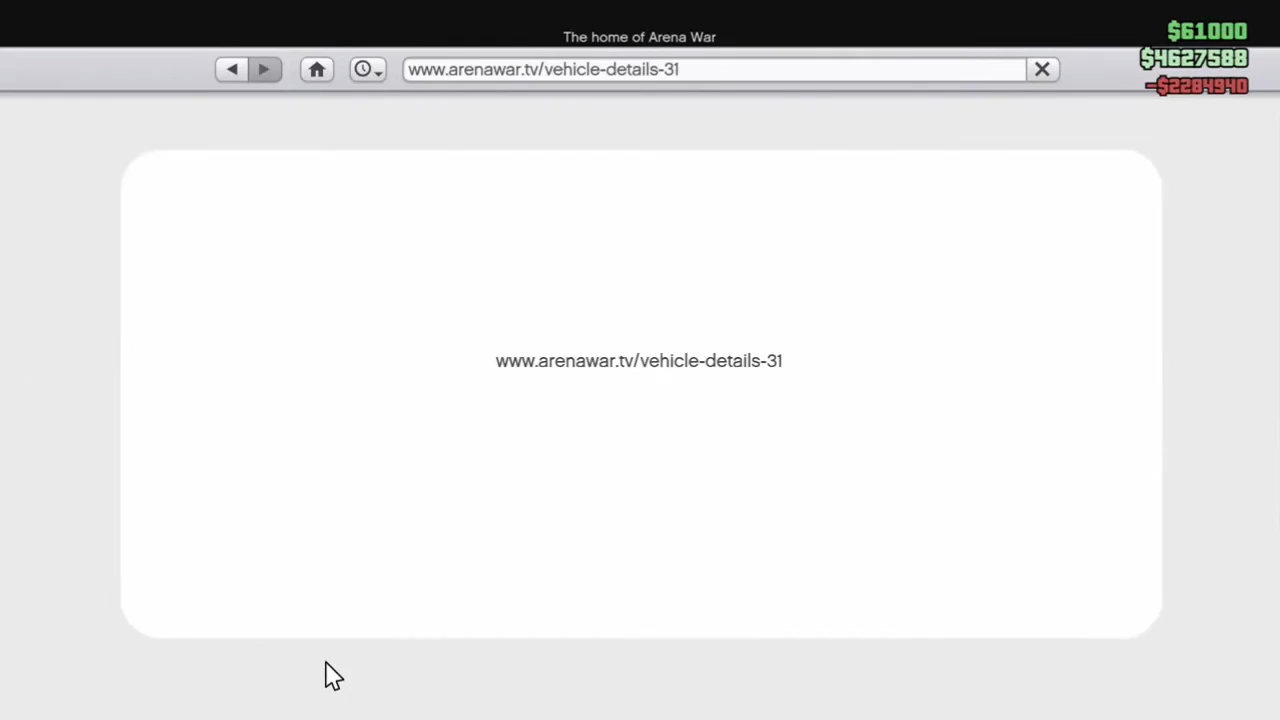 The home of Arena War
$61000
www.arenawar.tv/vehicle-details-31
$4627588
-$2284940
www.arenawar.tv/vehicle-details-31